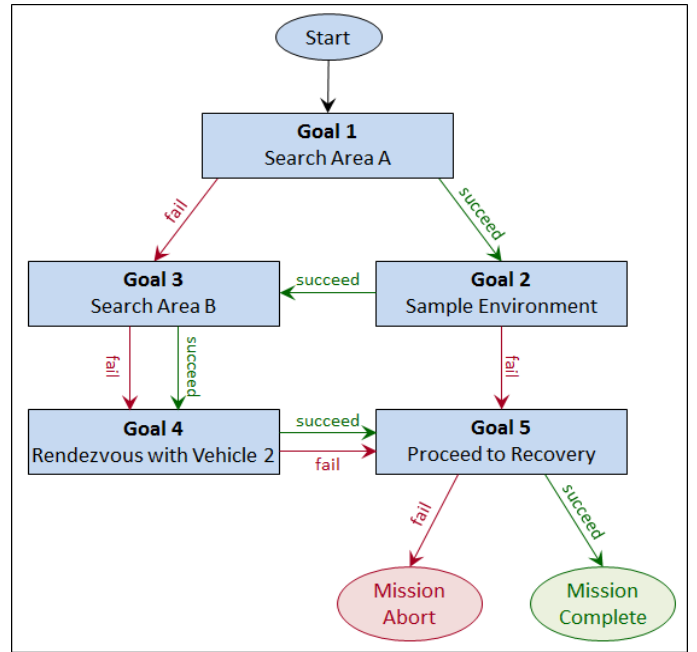 Start
Goal 1
Search Area A
fail
succeed
Goal 3
Search Area B
succeed
Goal 2
Sample Environment
fail
succeed
fail
Goal 4
Rendezvous with Vehicle 2
succeed
fail
Goal 5
Proceed to Recovery
fail
succeed
Mission
Abort
Mission
Complete